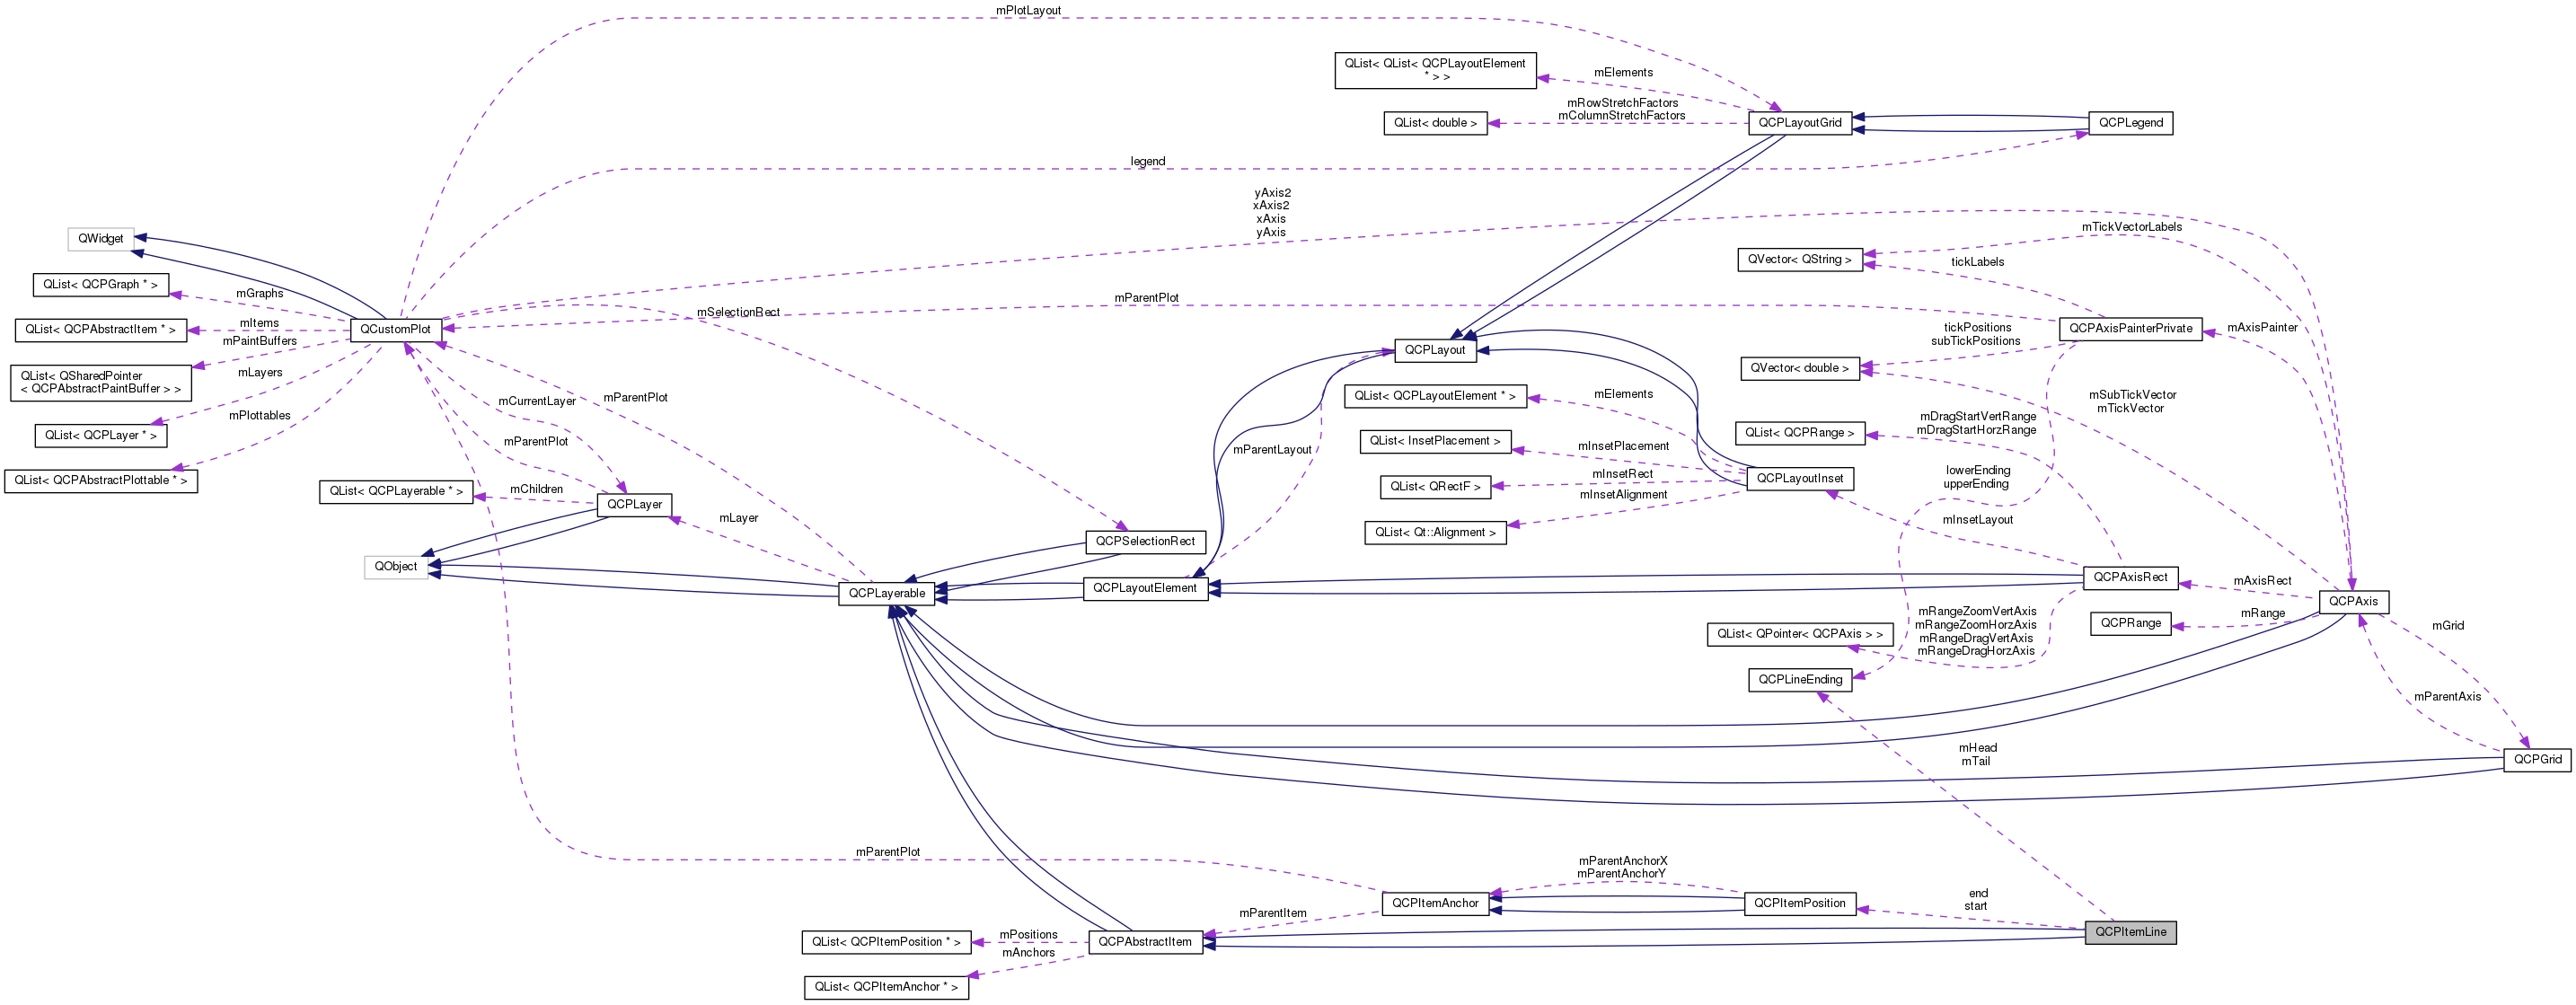 mPlotLayout
QList< QList< QCPLayoutElement
* > >
mElements
mRowStretchFactors
mColumnStretchFactors
QList< double >
QCPLayoutGrid
QCPLegend
legend
yAxis2
xAxis2
xAxis
yAxis
QWidget
mTickVectorLabels
QVector< QString >
tickLabels
QList< QCPGraph * >
mGraphs
mParentPlot
mSelectionRect
QList< QCPAbstractItem * >
mItems
QCustomPlot
QCPAxisPainterPrivate
mAxisPainter
mPaintBuffers
tickPositions
subTickPositions
QCPLayout
QList< QSharedPointer
< QCPAbstractPaintBuffer > >
mLayers
QVector< double >
mCurrentLayer
mParentPlot
QList< QCPLayoutElement * >
mElements
mSubTickVector
mTickVector
mPlottables
QList< QCPLayer * >
mParentPlot
mParentLayout
QList< InsetPlacement >
mInsetPlacement
QList< QCPRange >
mDragStartVertRange
mDragStartHorzRange
QList< QCPAbstractPlottable * >
QList< QCPLayerable * >
mChildren
QCPLayer
mLayer
QList< QRectF >
mInsetRect
mInsetAlignment
QCPLayoutInset
lowerEnding
upperEnding
mInsetLayout
QList< Qt::Alignment >
QCPSelectionRect
QObject
QCPLayerable
QCPLayoutElement
QCPAxisRect
mAxisRect
QCPAxis
mRange
QCPRange
mGrid
mRangeZoomVertAxis
mRangeZoomHorzAxis
mRangeDragVertAxis
mRangeDragHorzAxis
QList< QPointer< QCPAxis > >
QCPLineEnding
mParentAxis
mHead
mTail
QCPGrid
mParentPlot
mParentAnchorX
mParentAnchorY
QCPItemAnchor
QCPItemPosition
end
start
mParentItem
QList< QCPItemPosition * >
mPositions
mAnchors
QCPAbstractItem
QCPItemLine
QList< QCPItemAnchor * >